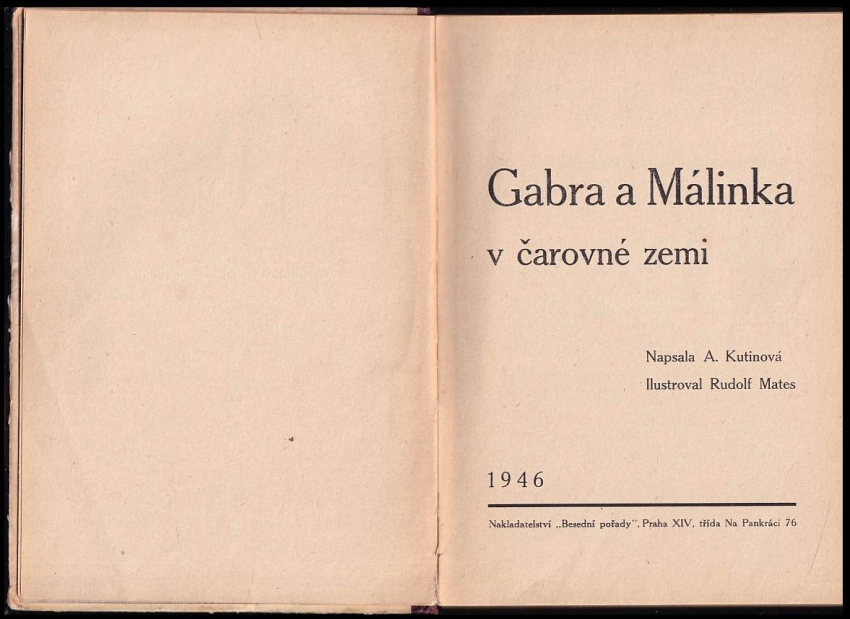 Gabra a Málinka
v čarovné zemi
Napsala A. Kutinová
Ilustroval Rudolf Mates
1946
Nakladatelství „Besední pořady“, Praha XIV, třída Na Pankráci 76